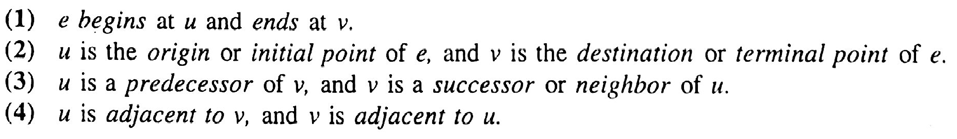 (1) e begins at u and ends at v.
(2) u is the origin or initial point of e, and v is the destination or terminal point of e.
(3) u is a predecessor of v, and v is a successor or neighbor of u.
(4) u is adjacent to v, and v is adjacent to u.